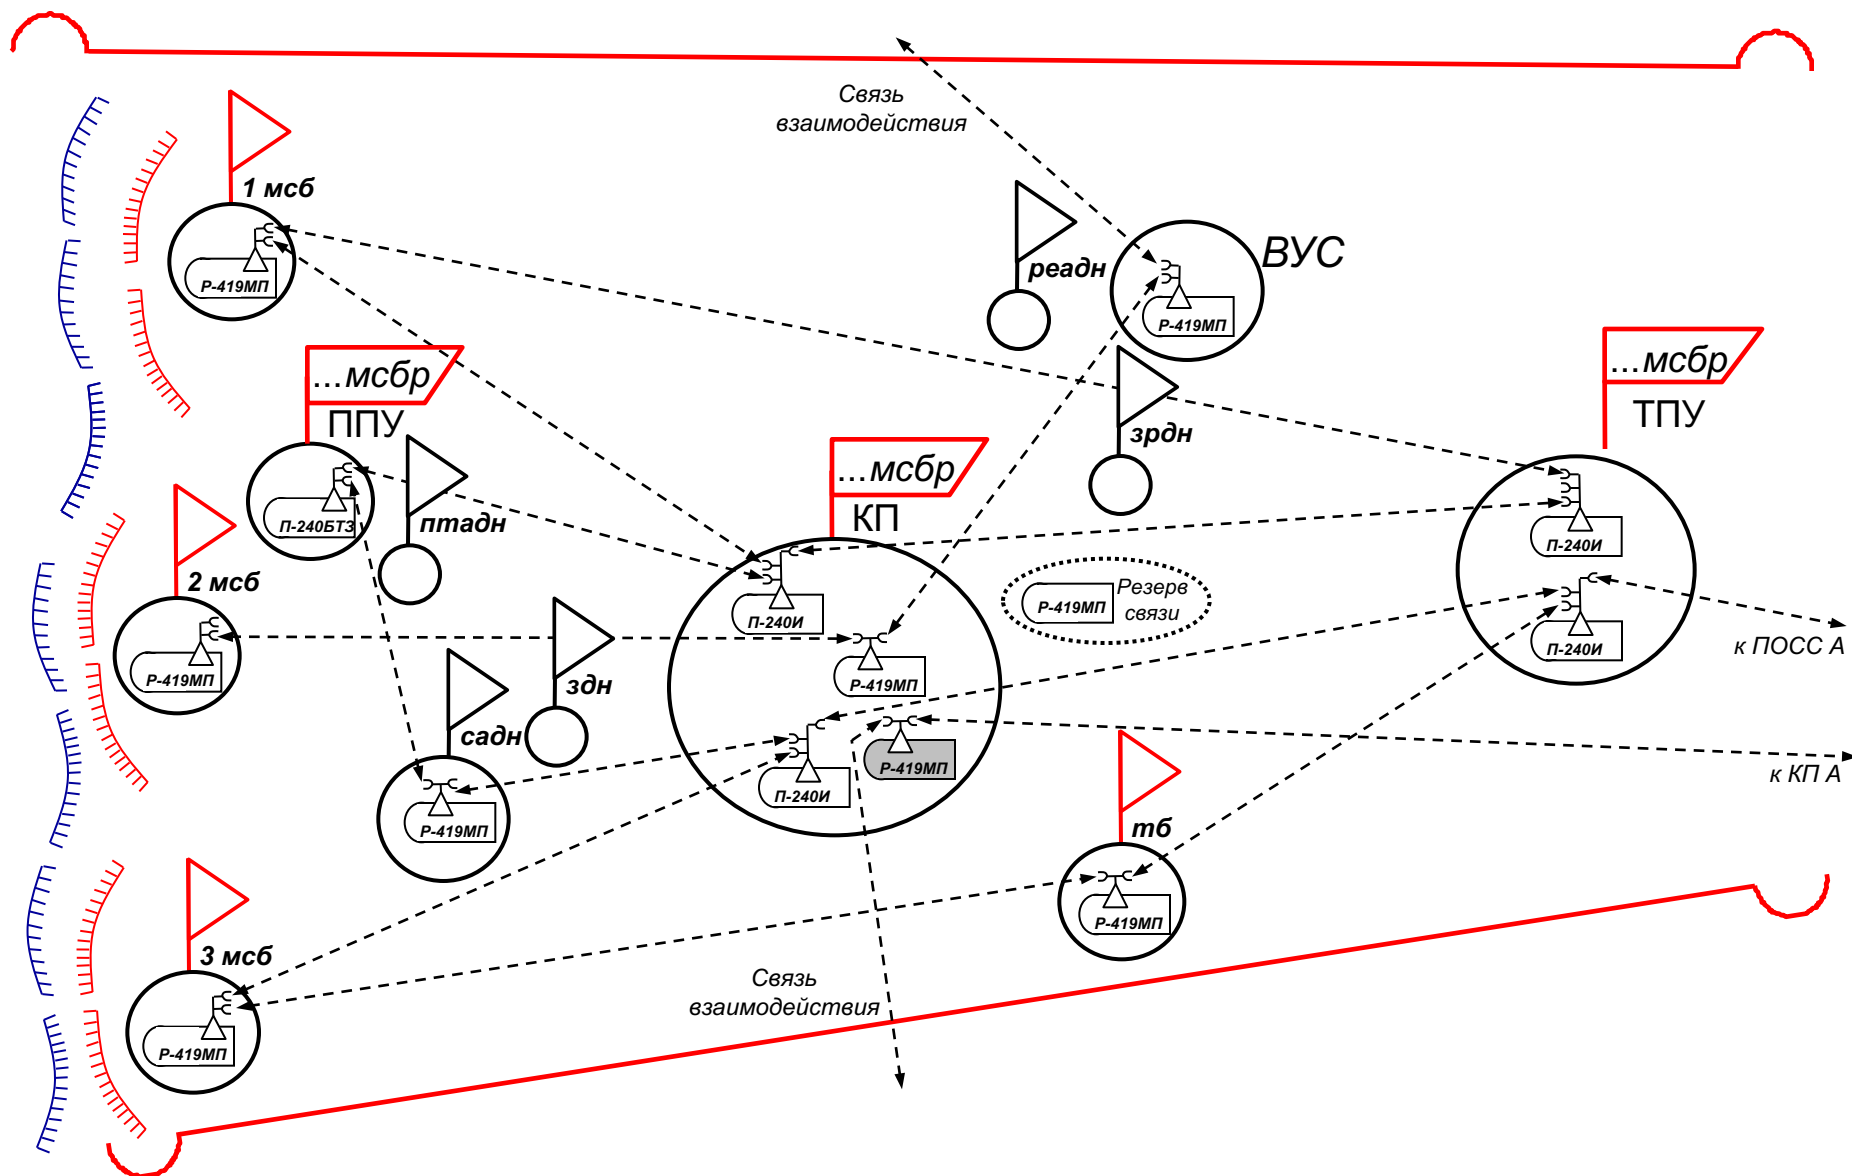 Связь
взаимодействия
1 мсб
Р-419МП
реадн
ВУС
Р-419МП
...мсбр
ППУ
П-240БТЗ
птадн
зрдн
...мсбр
ТПУ
П-240И
П-240И
...мсбр
КП
П-240И
Р-419МП
П-240И
Р-419МП
Р-419МП
Резерв
связи
2 мсб
Р-419МП
здн
садн
Р-419МП
к ПОСС А
к КП А
тб
Р-419МП
3 мсб
Р-419МП
Связь
взаимодействия